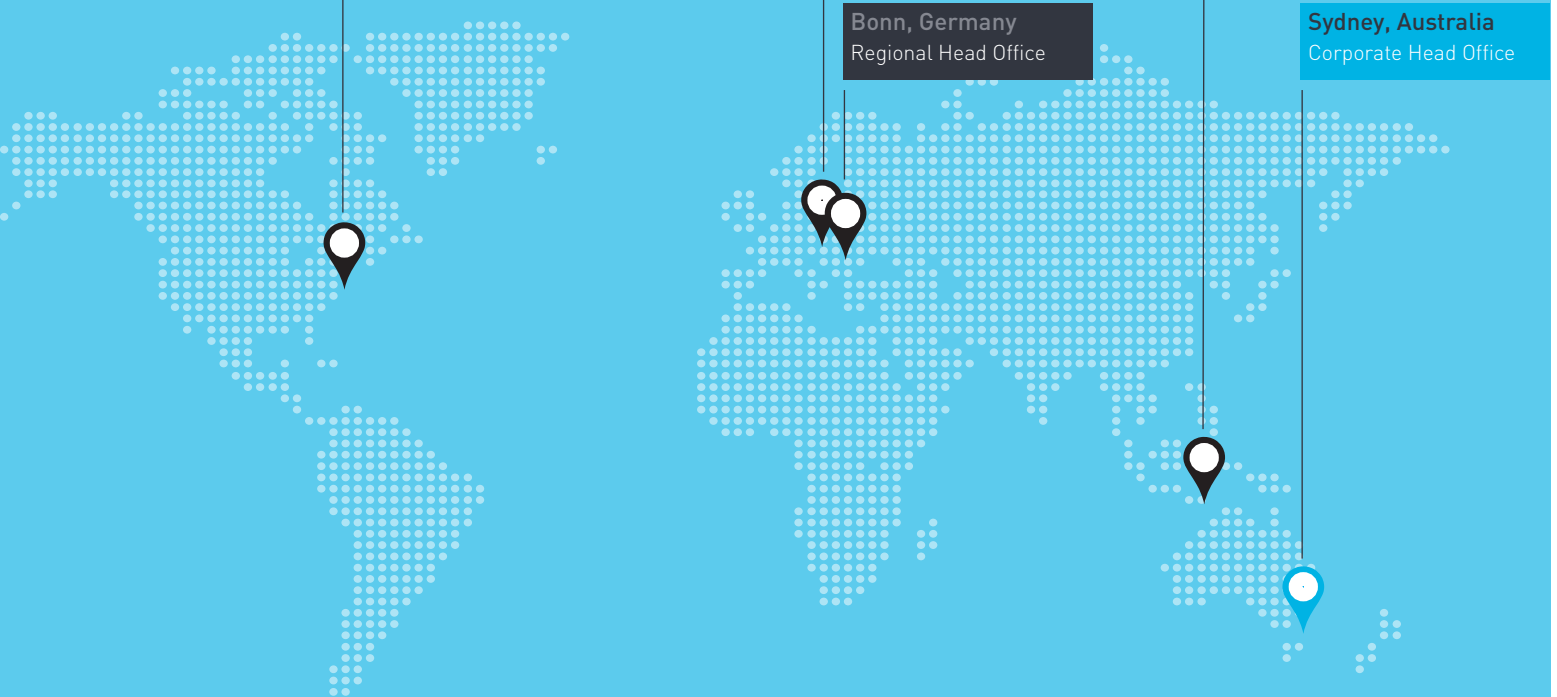 Bonn, Germany
Regional Head Office
Sydney, Australia
Corporate Head Office